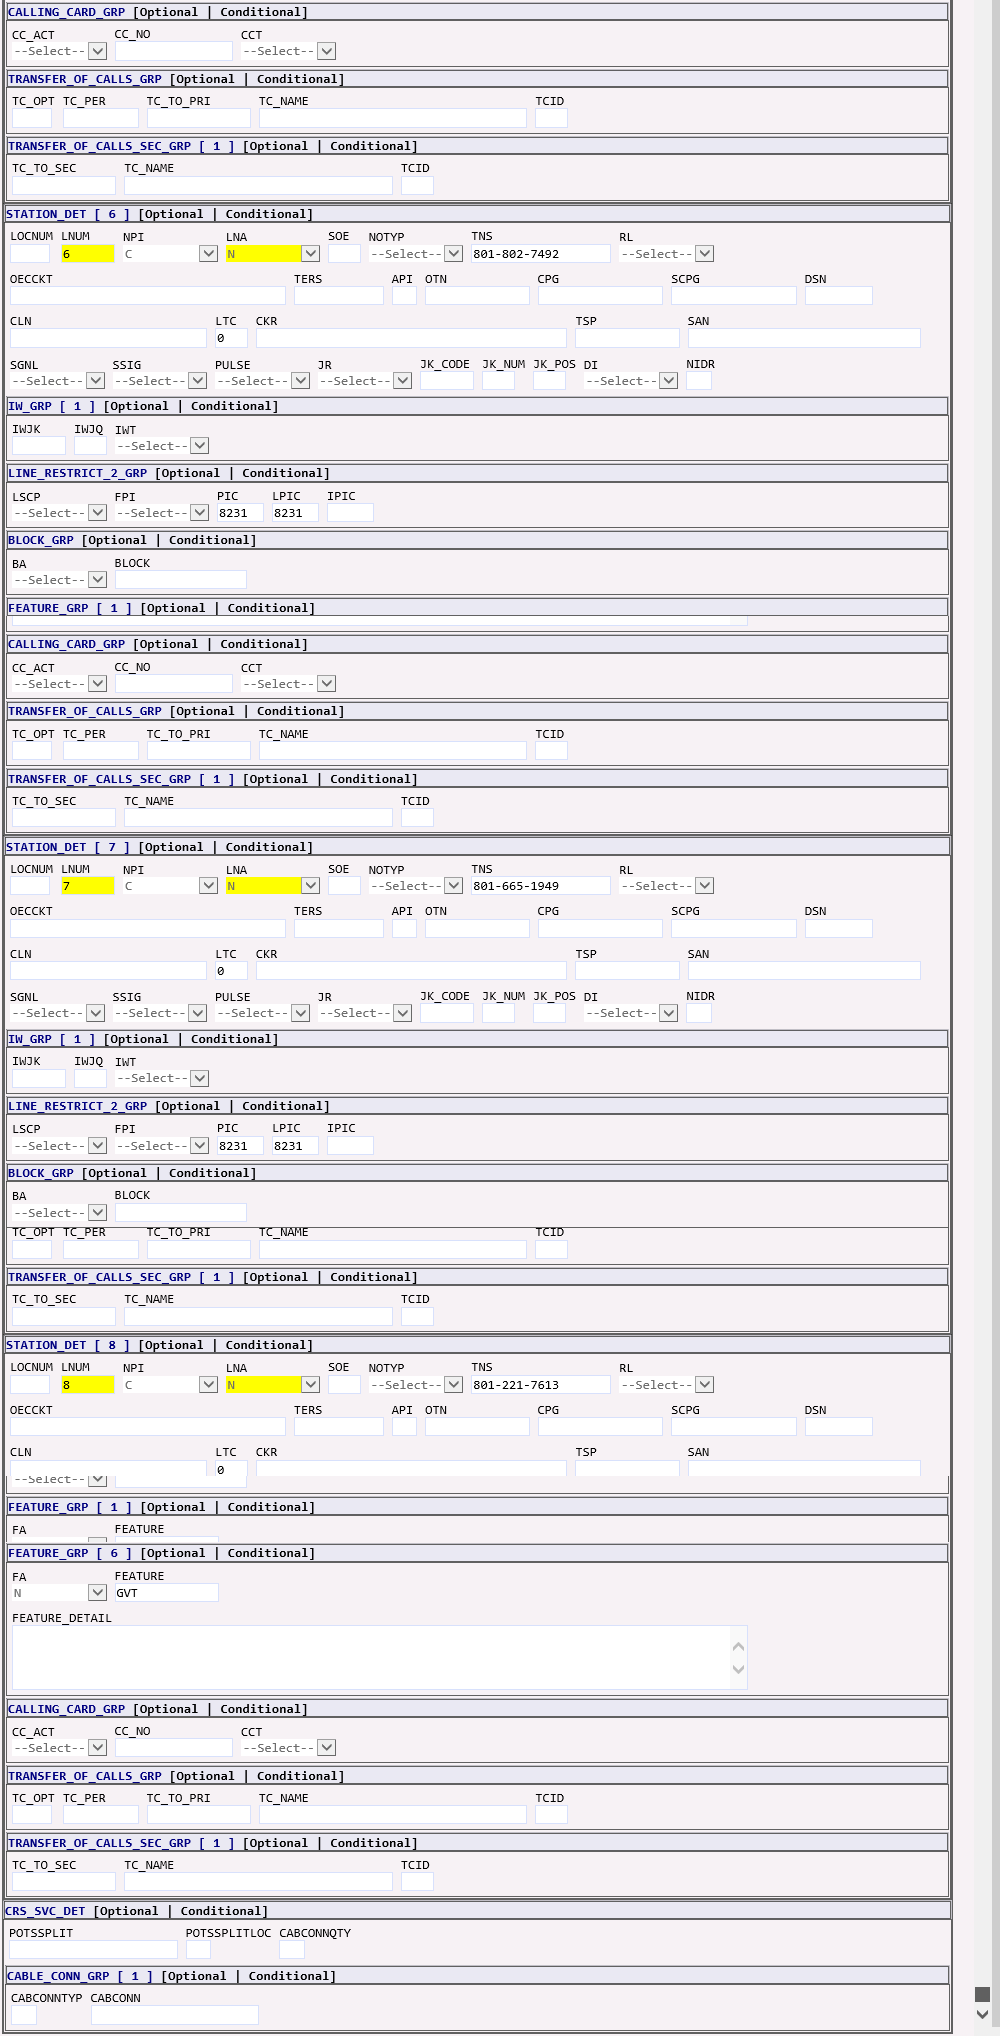 CALLING_CARD_GRP [Optional | Conditional]
CC_ACT CC_NO CCT
--Select-- --Select--
TRANSFER_OF_CALLS_GRP [Optional | Conditional]
TC_OPT TC_PER TC_TO_PRI TC_NAME TCID
TRANSFER_OF_CALLS_SEC_GRP [ 1 ] [Optional | Conditional]
TC_TO_SEC TC_NAME TCID
STATION_DET [ 6 ] [Optional | Conditional]
LOCNUM LNUM NPI LNA SOE NOTYP TNS RL
6 C N --Select-- 801-802-7492 --Select--
OECCKT TERS API OTN CPG SCPG DSN
CLN LTC CKR TSP SAN
0
SGNL SSIG PULSE JR JK_CODE JK_NUM JK_POS DI NIDR
--Select-- --Select-- --Select-- --Select-- --Select--
IW_GRP [ 1 ] [Optional | Conditional]
IWJK IWJQ IWT
--Select--
LINE_RESTRICT_2_GRP [Optional | Conditional]
LSCP FPI PIC LPIC IPIC
--Select-- --Select-- 8231 8231
BLOCK_GRP [Optional | Conditional]
BA BLOCK
--Select--
FEATURE_GRP [ 1 ] [Optional | Conditional]
CALLING_CARD_GRP [Optional | Conditional]
CC_ACT CC_NO CCT
--Select-- --Select--
TRANSFER_OF_CALLS_GRP [Optional | Conditional]
TC_OPT TC_PER TC_TO_PRI TC_NAME TCID
TRANSFER_OF_CALLS_SEC_GRP [ 1 ] [Optional | Conditional]
TC_TO_SEC TC_NAME TCID
STATION_DET [ 7 ] [Optional | Conditional]
LOCNUM LNUM NPI LNA SOE NOTYP TNS RL
7 C N --Select-- 801-665-1949 --Select--
OECCKT TERS API OTN CPG SCPG DSN
CLN LTC CKR TSP SAN
0
SGNL SSIG PULSE JR JK_CODE JK_NUM JK_POS DI NIDR
--Select-- --Select-- --Select-- --Select-- --Select--
IW_GRP [ 1 ] [Optional | Conditional]
IWJK IWJQ IWT
--Select--
LINE_RESTRICT_2_GRP [Optional | Conditional]
LSCP FPI PIC LPIC IPIC
--Select-- --Select-- 8231 8231
BLOCK_GRP [Optional | Conditional]
BA BLOCK
--Select--
TC_OPT TC_PER TC_TO_PRI TC_NAME TCID
TRANSFER_OF_CALLS_SEC_GRP [ 1 ] [Optional | Conditional]
TC_TO_SEC TC_NAME TCID
STATION_DET [ 8 ] [Optional | Conditional]
LOCNUM LNUM NPI LNA SOE NOTYP TNS RL
8 C N --Select-- 801-221-7613 --Select--
OECCKT TERS API OTN CPG SCPG DSN
CLN LTC CKR TSP SAN
0
--Select--
FEATURE_GRP [ 1 ] [Optional | Conditional]
FA FEATURE
FEATURE_GRP [ 6 ] [Optional | Conditional]
FA FEATURE
N GVT
FEATURE_DETAIL
CALLING_CARD_GRP [Optional | Conditional]
CC_ACT CC_NO CCT
--Select-- --Select--
TRANSFER_OF_CALLS_GRP [Optional | Conditional]
TC_OPT TC_PER TC_TO_PRI TC_NAME TCID
TRANSFER_OF_CALLS_SEC_GRP [ 1 ] [Optional | Conditional]
TC_TO_SEC TC_NAME TCID
CRS_SVC_DET [Optional | Conditional]
POTSSPLIT POTSSPLITLOC CABCONNQTY
CABLE_CONN_GRP [ 1 ] [Optional | Conditional]
CABCONNTYP CABCONN